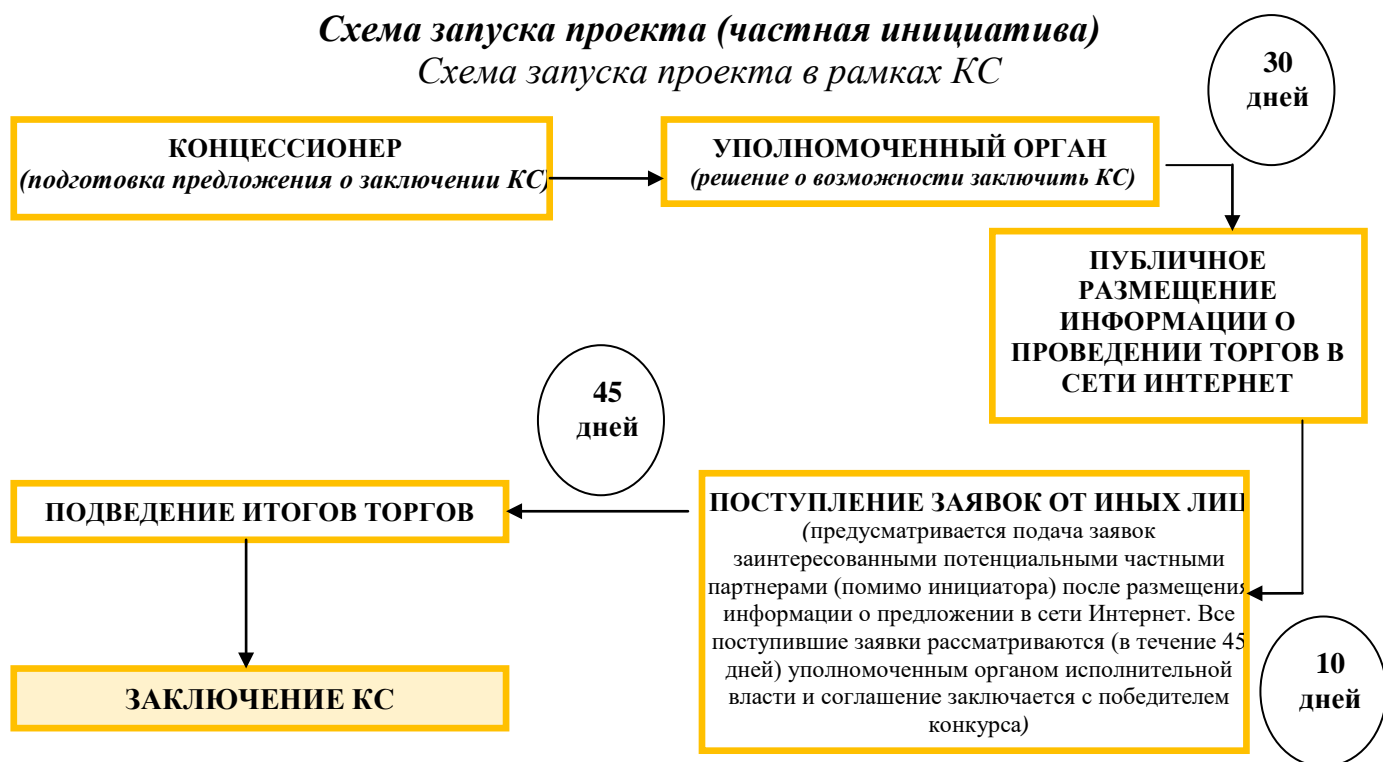 Схема запуска проекта (частная инициатива)
Схема запуска проекта в рамках КС
30
дней
КОНЦЕССИОНЕР
(подготовка предложения о заключении КС)
УПОЛНОМОЧЕННЫЙ ОРГАН
(решение о возможности заключить КС)
ПУБЛИЧНОЕ
РАЗМЕЩЕНИЕ
ИНФОРМАЦИИ О
ПРОВЕДЕНИИ ТОРГОВ В
СЕТИ ИНТЕРНЕТ
45
дней
ПОДВЕДЕНИЕ ИТОГОВ ТОРГОВ
ПОСТУПЛЕНИЕ ЗАЯВОК ОТ ИНЫХ ЛИЦ
(предусматривается подача заявок
заинтересованными потенциальными частными
партнерами (помимо инициатора) после размещения
информации о предложении в сети Интернет. Все
поступившие заявки рассматриваются (в течение 45
дней) уполномоченным органом исполнительной
власти и соглашение заключается с победителем
конкурса)
10
дней
ЗАКЛЮЧЕНИЕ КС